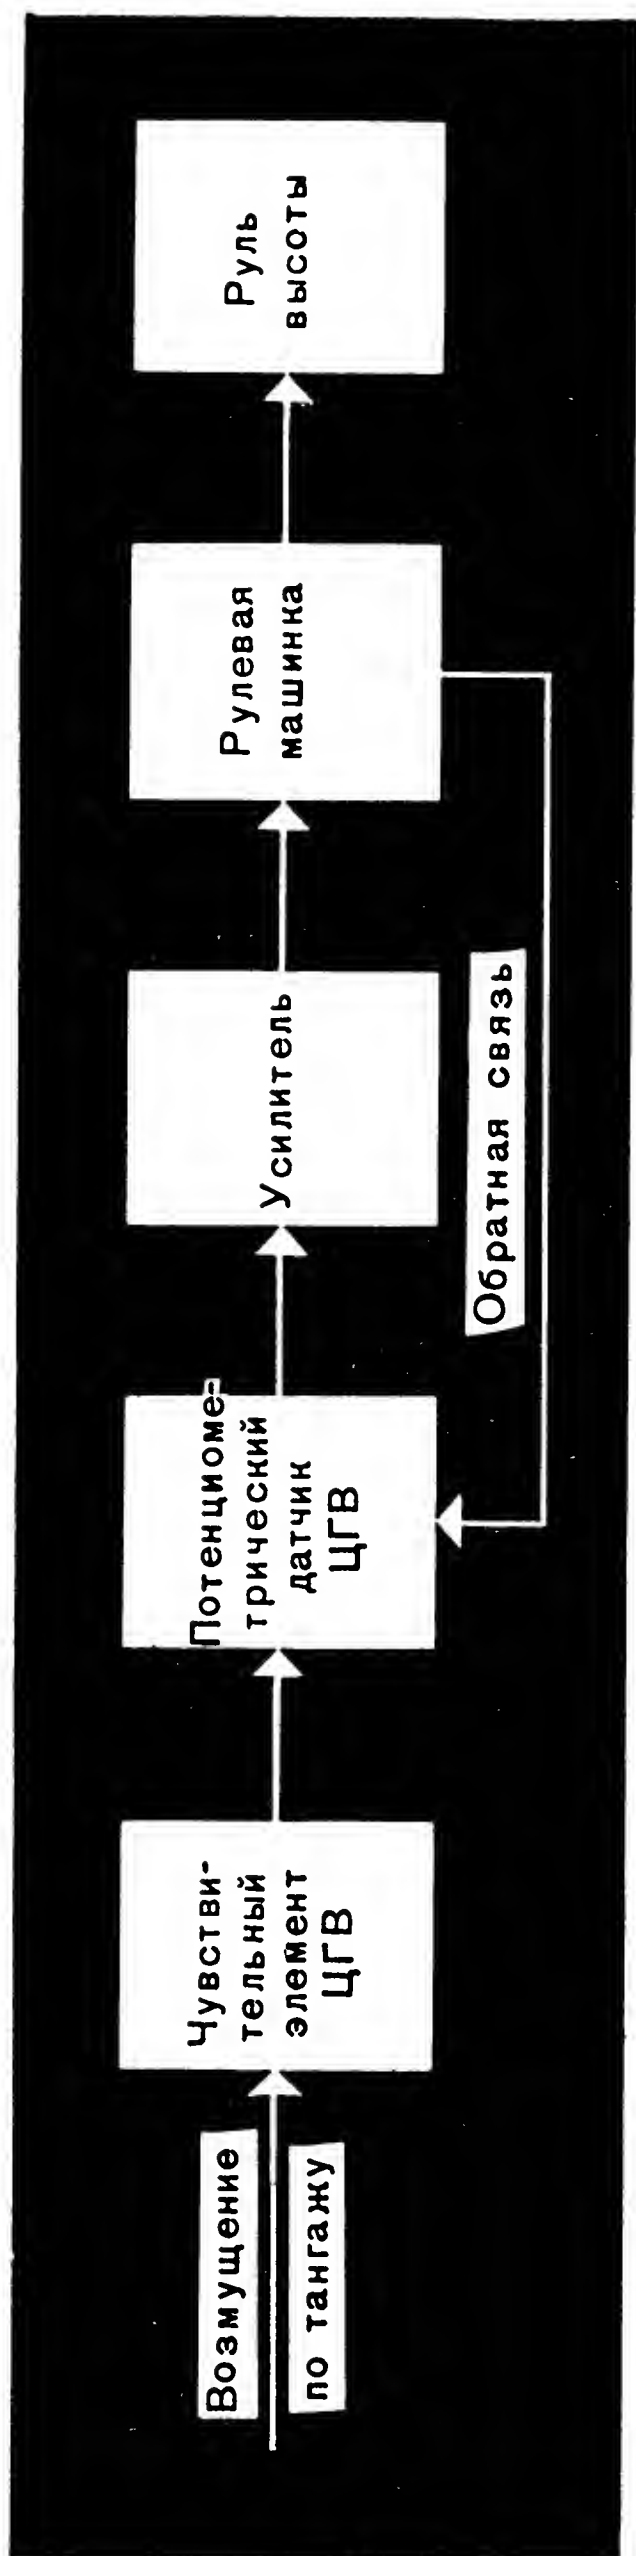 Возмущение
по тангажу
Чувстви-
тельный
элемент
ЦГВ
Потенциоме-
трический
датчик
ЦГВ
Усилитель
Рулевая
машинка
Руль
высоты
Обратная связь